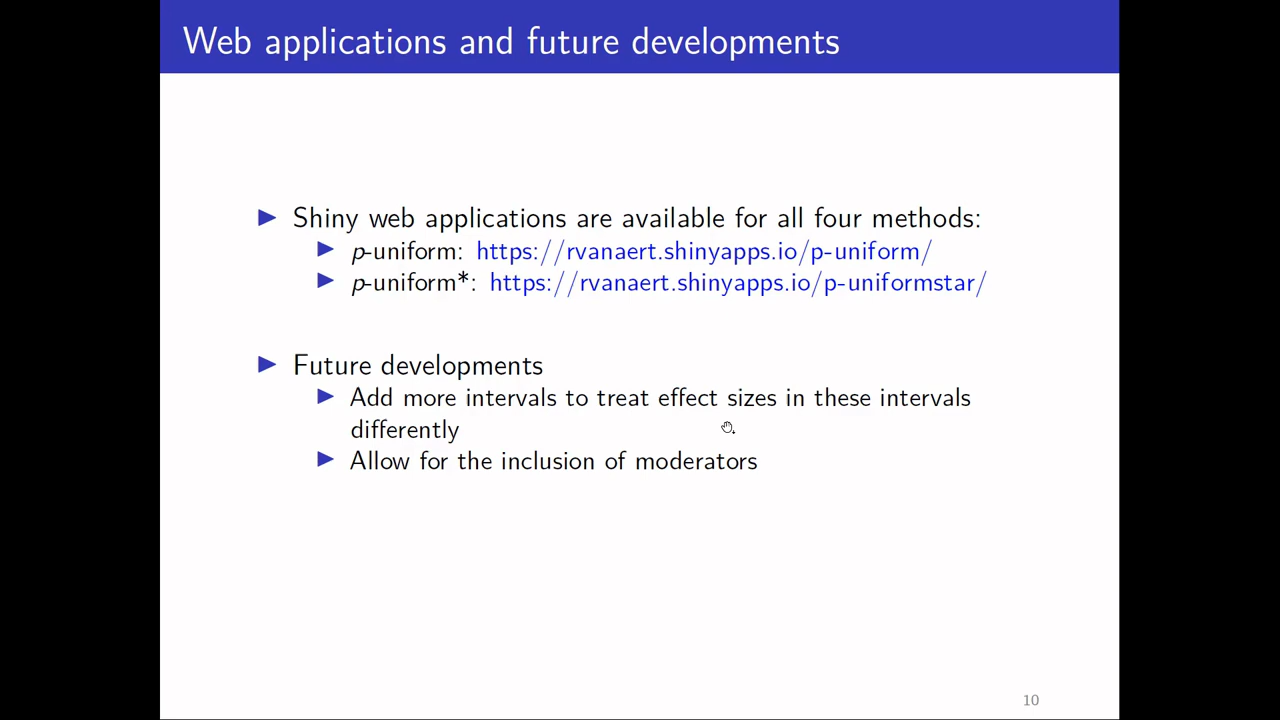 Web applications and future developments
Shiny web applications are available for all four methods:
p-uniform: https://rvanaert.shinyapps.io/p-uniform/
p-uniform*: https://rvanaert.shinyapps.io/p-uniformstar/
Future developments
Add more intervals to treat effect sizes in these intervals
differently
Allow for the inclusion of moderators
10